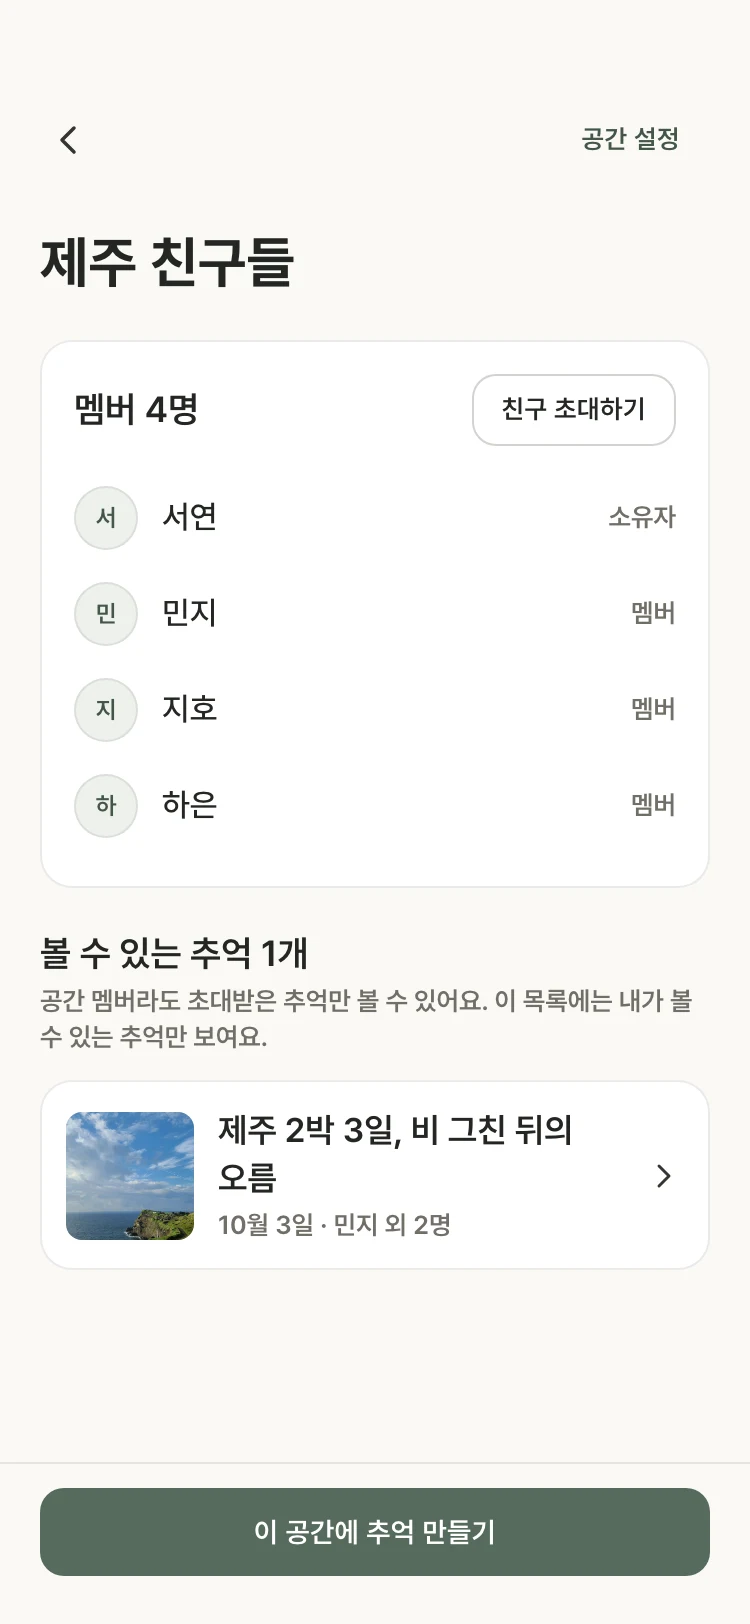 공간 설정
제주 친구들
멤버 4명
친구 초대하기
서 서연 소유자
민 민지 멤버
지 지호 멤버
하 하은 멤버
볼 수 있는 추억 1개
공간 멤버라도 초대받은 추억만 볼 수 있어요. 이 목록에는 내가 볼
수 있는 추억만 보여요.
제주 2박 3일, 비 그친 뒤의
오름
10월 3일 · 민지 외 2명
이 공간에 추억 만들기